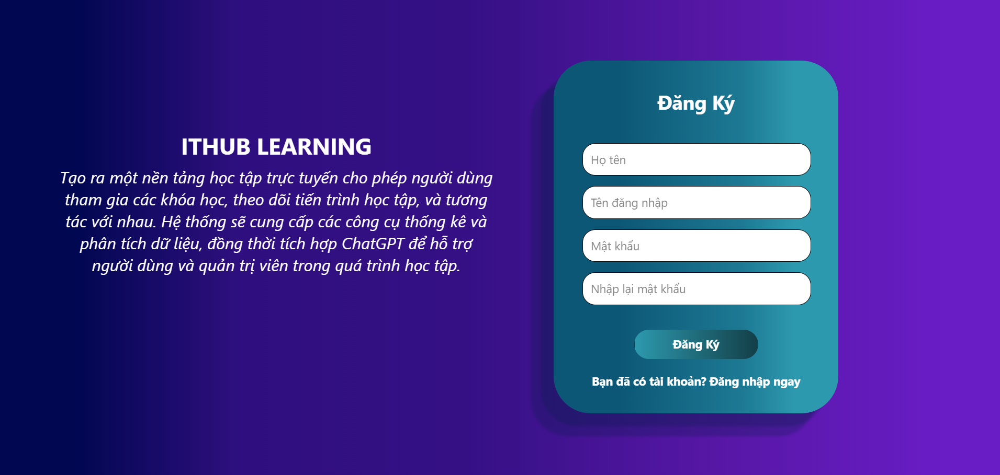 ITHUB LEARNING
Tạo ra một nền tảng học tập trực tuyến cho phép người dùng
tham gia các khóa học, theo dõi tiến trình học tập, và tương
tác với nhau. Hệ thống sẽ cung cấp các công cụ thống kê và
phân tích dữ liệu, đồng thời tích hợp ChatGPT để hỗ trợ
người dùng và quản trị viên trong quá trình học tập.
Đăng Ký
Họ tên
Tên đăng nhập
Mật khẩu
Nhập lại mật khẩu
Đăng Ký
Bạn đã có tài khoản? Đăng nhập ngay